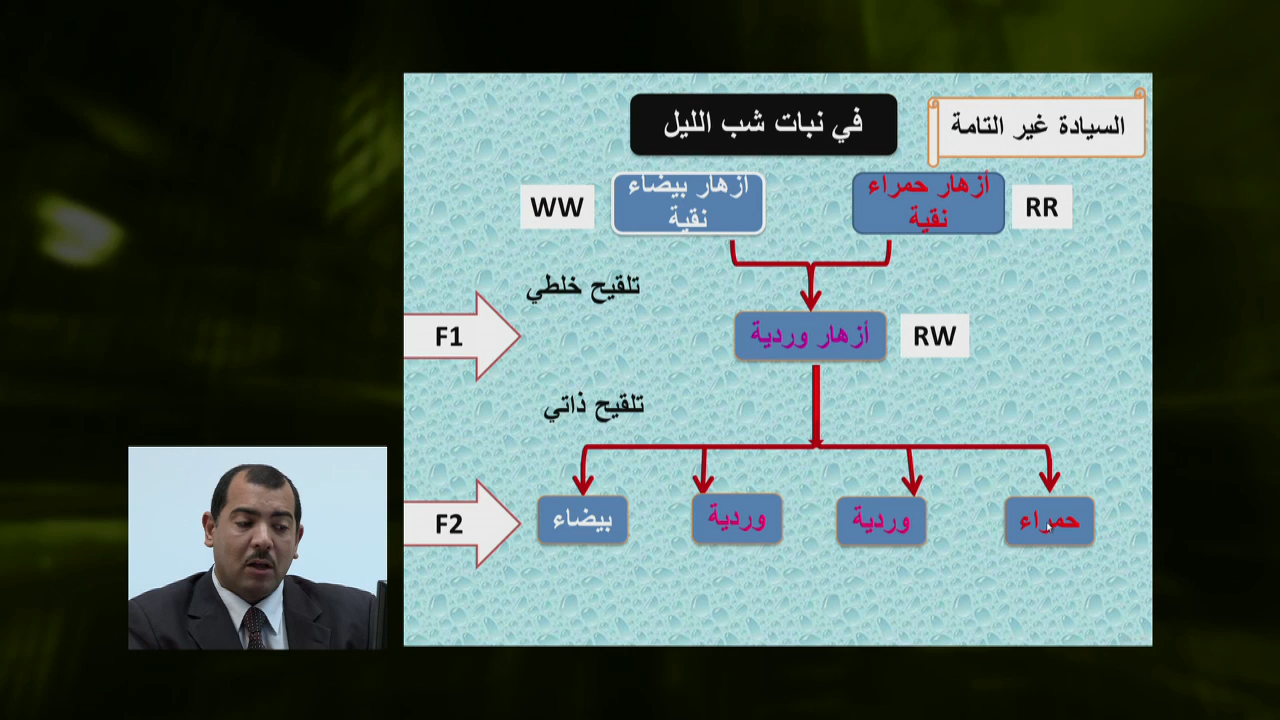 السيادة غير التامة
في نبات شب الليل
RR
أزهار حمراء
نقية
ازهار بيضاء
نقية
WW
تلقيح خلطي
F1
RW
أزهار وردية
تلقيح ذاتي
F2
حمراء
وردية
وردية
بيضاء